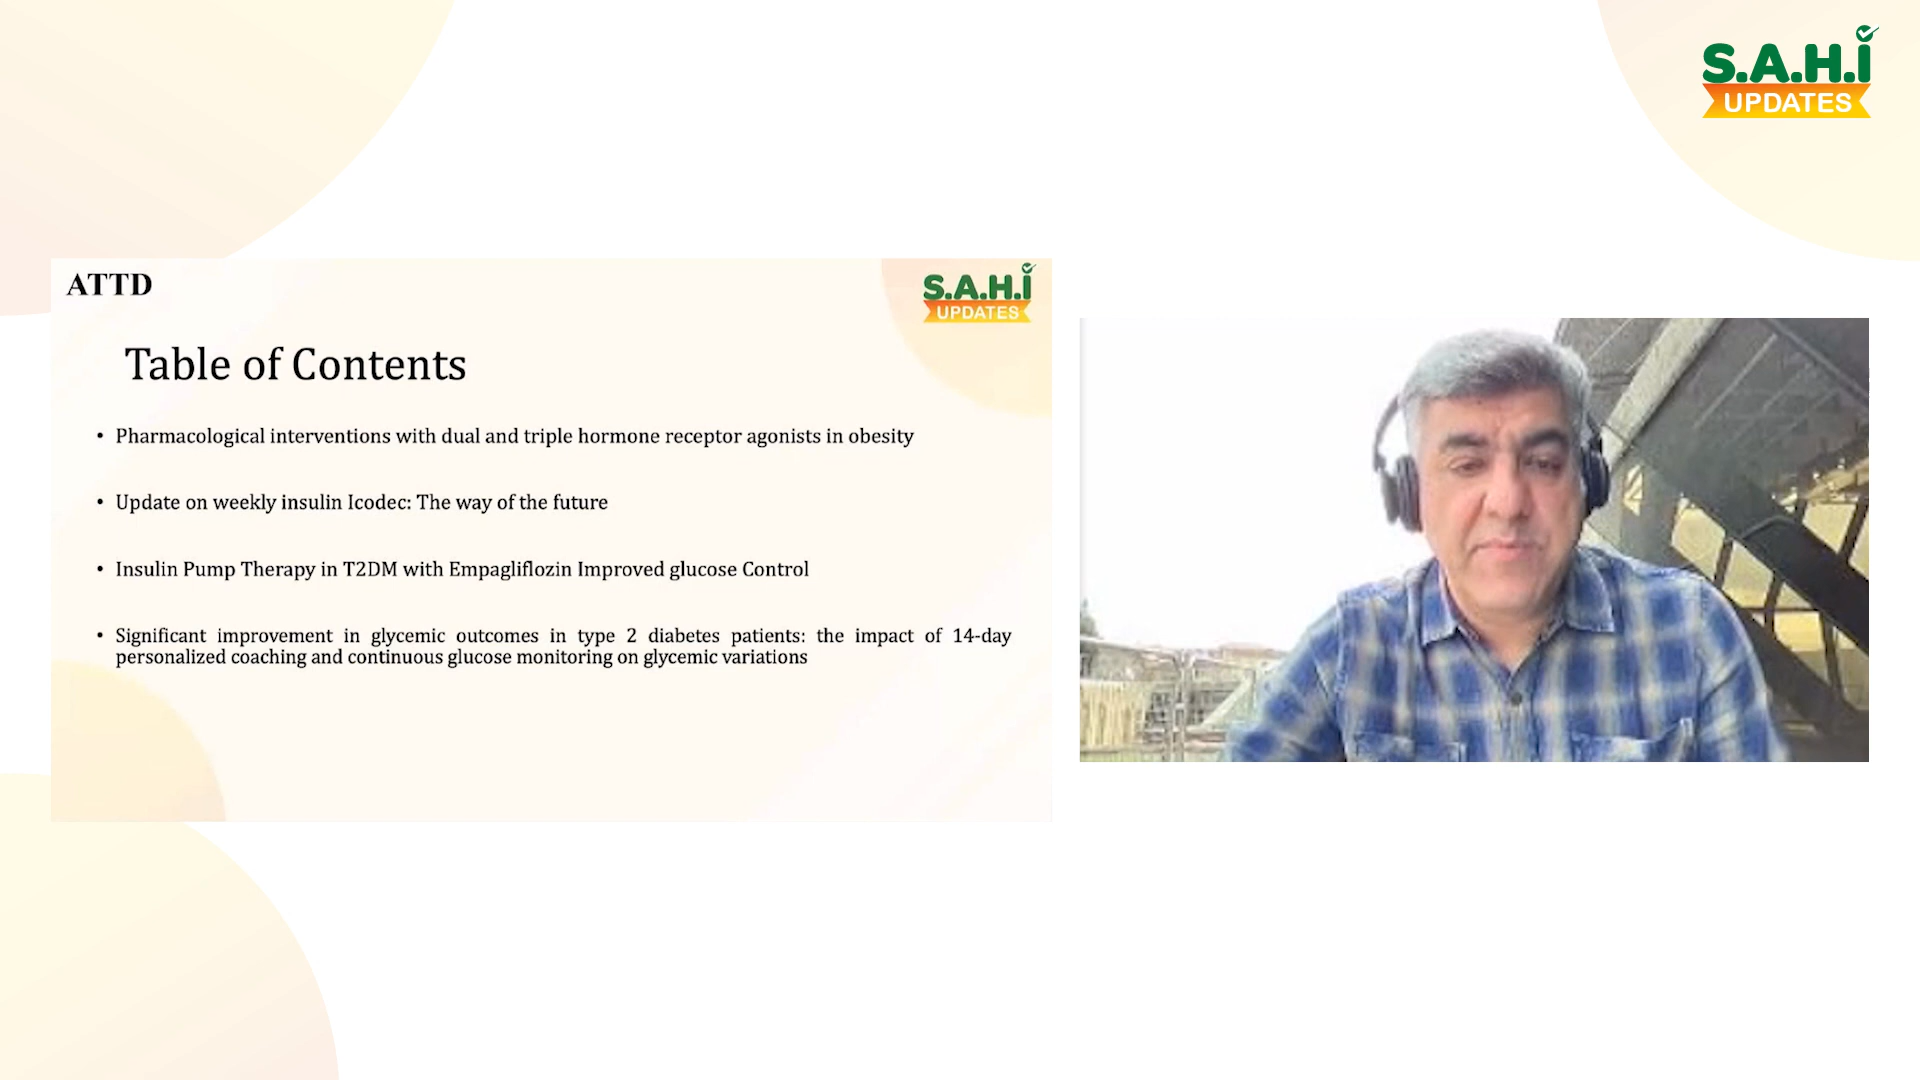 S.A.H.i
UPDATES
ATTD
S.A.H.i
UPDATES
Table of Contents
• Pharmacological interventions with dual and triple hormone receptor agonists in obesity
• Update on weekly insulin Icodec: The way of the future
• Insulin Pump Therapy in T2DM with Empagliflozin Improved glucose Control
• Significant improvement in glycemic outcomes in type 2 diabetes patients: the impact of 14-day
personalized coaching and continuous glucose monitoring on glycemic variations